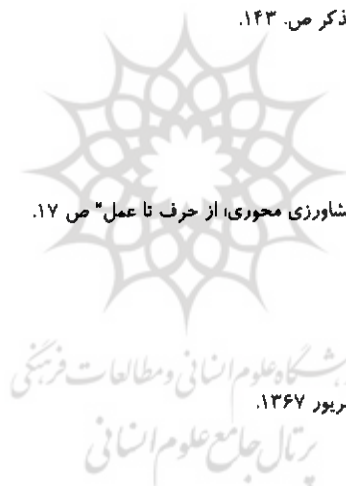 ذکر ص. ۱۴۳.
شاورزی محوری، از حرف تا عمل" ص ۱۷.
پژوهشگاه علوم انسانی و مطالعات فرهنگی
ریور ۱۳۶۷.
پرتال جامع علوم انسانی